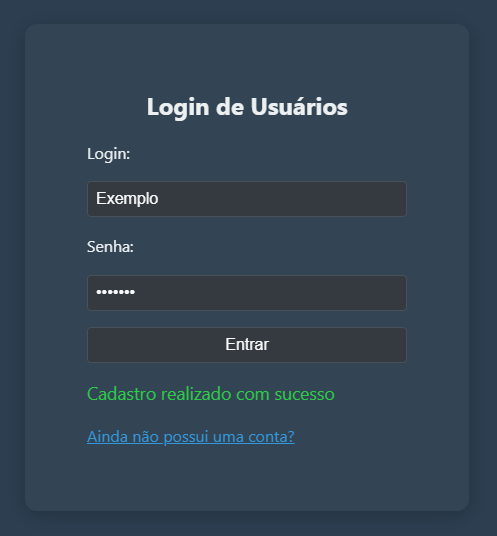 Login de Usuários
Login:
Exemplo
Senha:
•••••••
Entrar
Cadastro realizado com sucesso
Ainda não possui uma conta?